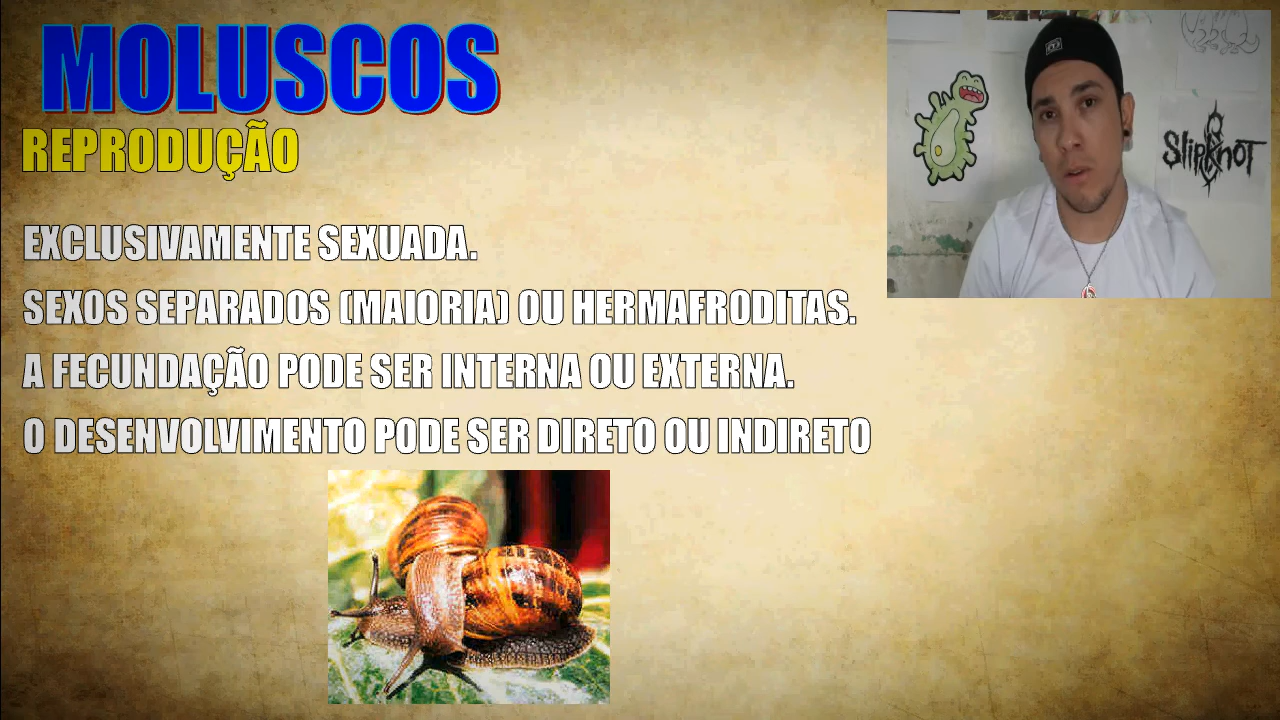 MOLUSCOS
REPRODUÇÃO
EXCLUSIVAMENTE SEXUADA.
SEXOS SEPARADOS (MAIORIA) OU HERMAFRODITAS.
A FECUNDAÇÃO PODE SER INTERNA OU EXTERNA.
O DESENVOLVIMENTO PODE SER DIRETO OU INDIRETO
SlipKnoT